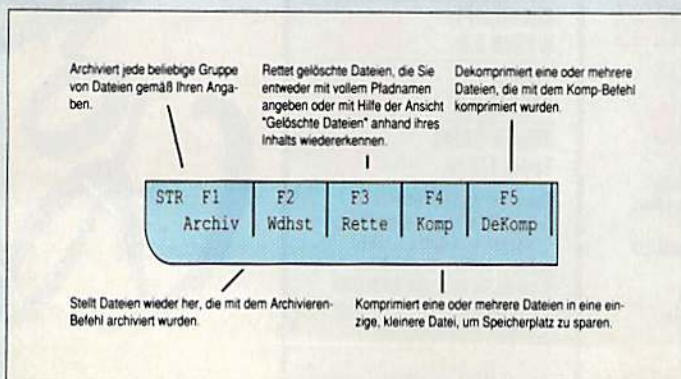 Archiviert jede beliebige Gruppe
von Dateien gemäß Ihren Anga-
ben.
Rettet gelöschte Dateien, die Sie
entweder mit vollem Pfadnamen
angeben oder mit Hilfe der Ansicht
"Gelöschte Dateien" anhand ihres
Inhalts wiedererkennen.
Dekomprimiert eine oder mehrere
Dateien, die mit dem Komp-Befehl
komprimiert wurden.
STR F1 F2 F3 F4 F5
Archiv Wdhst Rette Komp DeKomp
Stellt Dateien wieder her, die mit dem Archivieren-
Befehl archiviert wurden.
Komprimiert eine oder mehrere Dateien in eine ein-
zige, kleinere Datei, um Speicherplatz zu sparen.